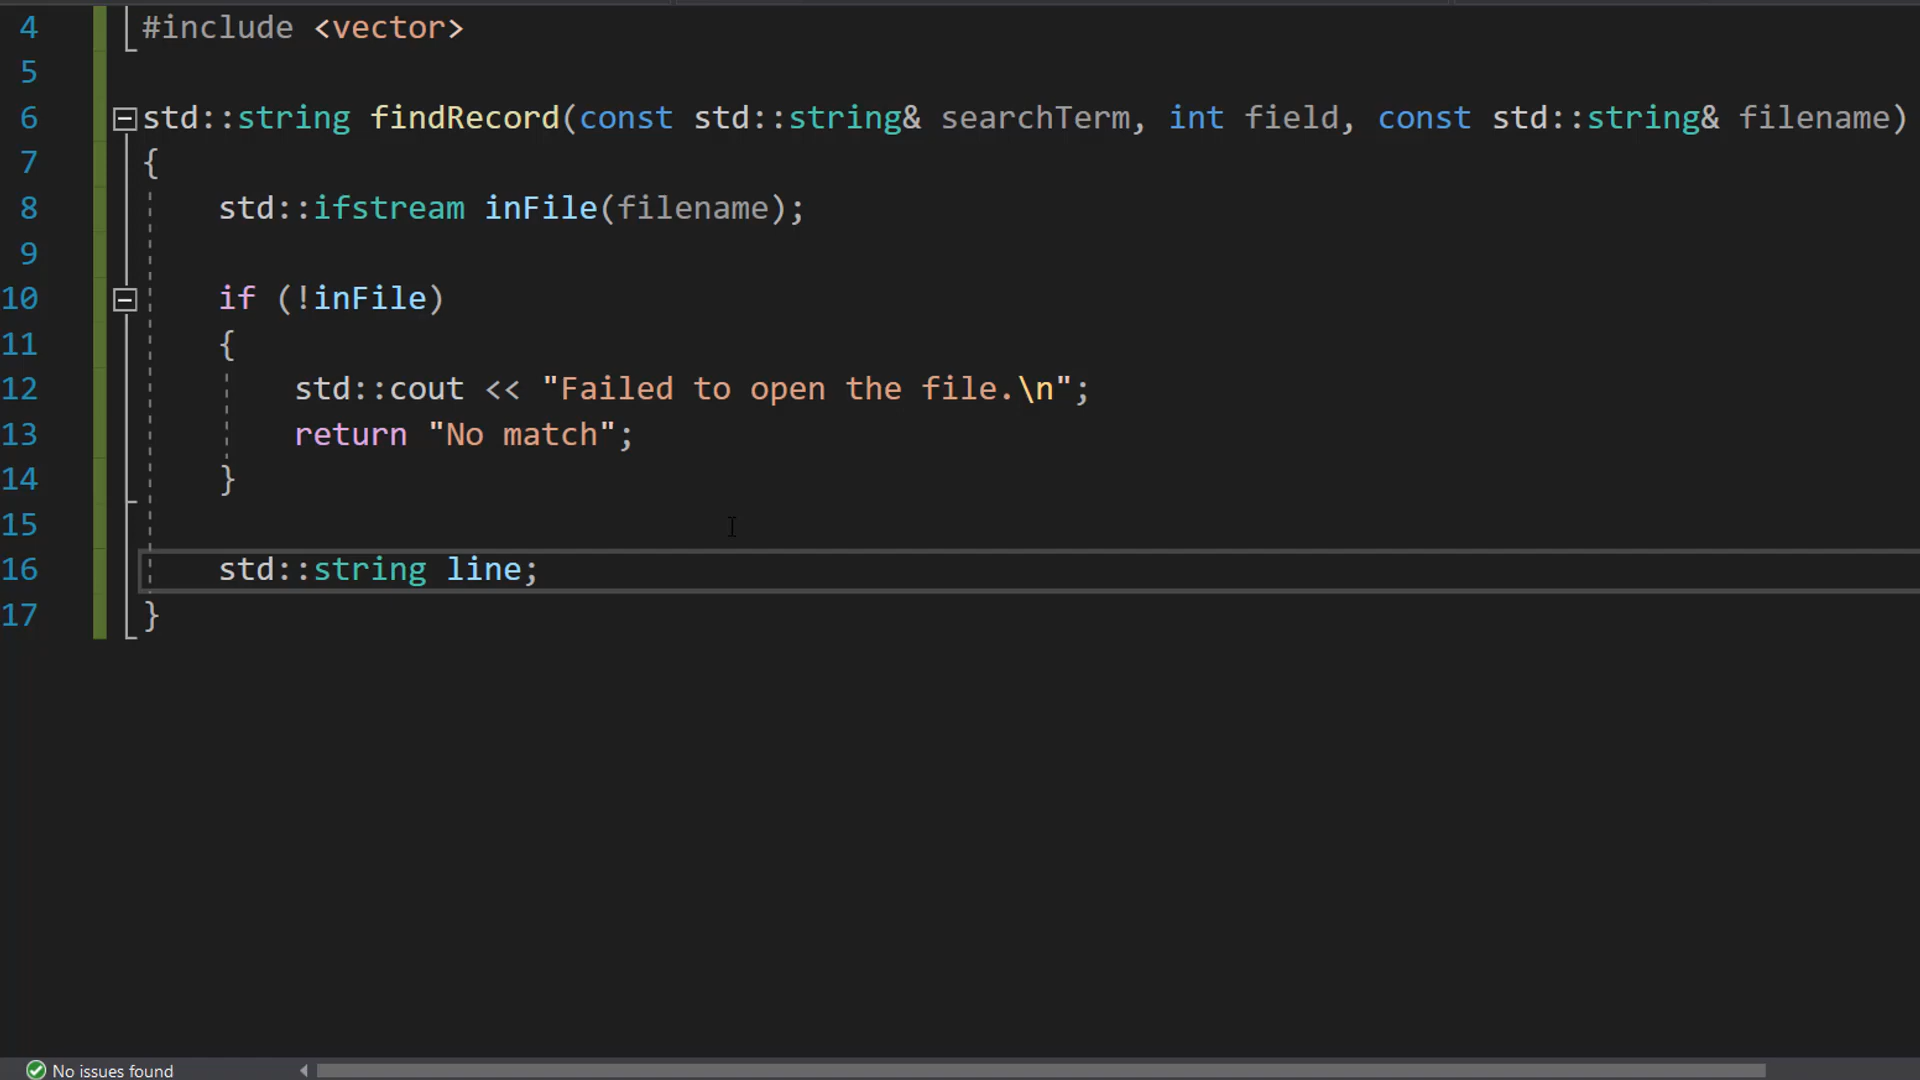 4 #include <vector>
5
6 std::string findRecord(const std::string& searchTerm, int field, const std::string& filename)
7 {
8 std::ifstream inFile(filename);
9
10 if (!inFile)
11 {
12 std::cout << "Failed to open the file.\n";
13 return "No match";
14 }
15
16 std::string line;
17 }
No issues found